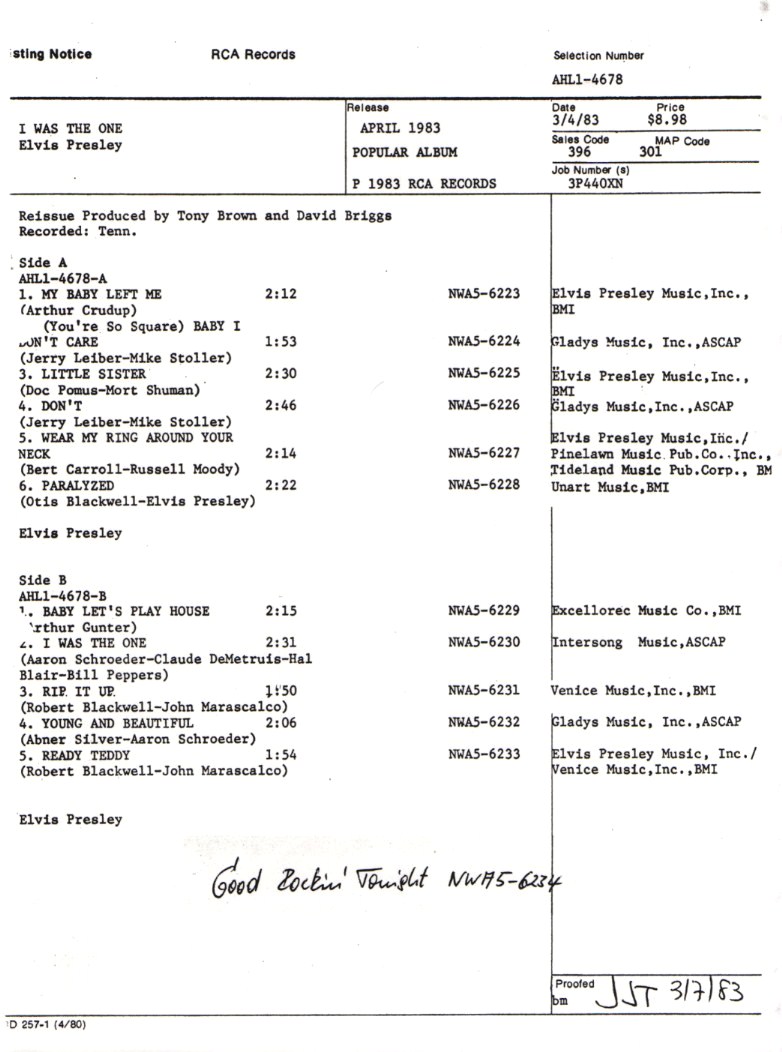 sting Notice RCA Records Selection Number
AHL1-4678
I WAS THE ONE
Elvis Presley
Release
APRIL 1983
POPULAR ALBUM
P 1983 RCA RECORDS
Date Price
3/4/83 $8.98
Sales Code MAP Code
396 301
Job Number (s)
3P440XN
Reissue Produced by Tony Brown and David Briggs
Recorded: Tenn.
Side A
AHL1-4678-A
1. MY BABY LEFT ME 2:12 NWA5-6223 Elvis Presley Music,Inc.,
(Arthur Crudup) BMI
(You're So Square) BABY I
DON'T CARE 1:53 NWA5-6224 Gladys Music, Inc.,ASCAP
(Jerry Leiber-Mike Stoller)
3. LITTLE SISTER 2:30 NWA5-6225 Elvis Presley Music,Inc.,
(Doc Pomus-Mort Shuman) BMI
4. DON'T 2:46 NWA5-6226 Gladys Music,Inc.,ASCAP
(Jerry Leiber-Mike Stoller)
5. WEAR MY RING AROUND YOUR Elvis Presley Music,Inc./
NECK 2:14 NWA5-6227 Pinelawn Music Pub.Co..Inc.,
(Bert Carroll-Russell Moody) Tideland Music Pub.Corp., BM
6. PARALYZED 2:22 NWA5-6228 Unart Music,BMI
(Otis Blackwell-Elvis Presley)
Elvis Presley
Side B
AHL1-4678-B
1. BABY LET'S PLAY HOUSE 2:15 NWA5-6229 Excellorec Music Co.,BMI
rthur Gunter)
2. I WAS THE ONE 2:31 NWA5-6230 Intersong Music,ASCAP
(Aaron Schroeder-Claude DeMetruis-Hal
Blair-Bill Peppers)
3. RIP IT UP 1:50 NWA5-6231 Venice Music,Inc.,BMI
(Robert Blackwell-John Marascalco)
4. YOUNG AND BEAUTIFUL 2:06 NWA5-6232 Gladys Music, Inc.,ASCAP
(Abner Silver-Aaron Schroeder)
5. READY TEDDY 1:54 NWA5-6233 Elvis Presley Music, Inc./
(Robert Blackwell-John Marascalco) Venice Music,Inc.,BMI
Elvis Presley
Good Rockin' Tonight NWA5-6234
Proofed
bm JJT 3/7/83
D 257-1 (4/80)